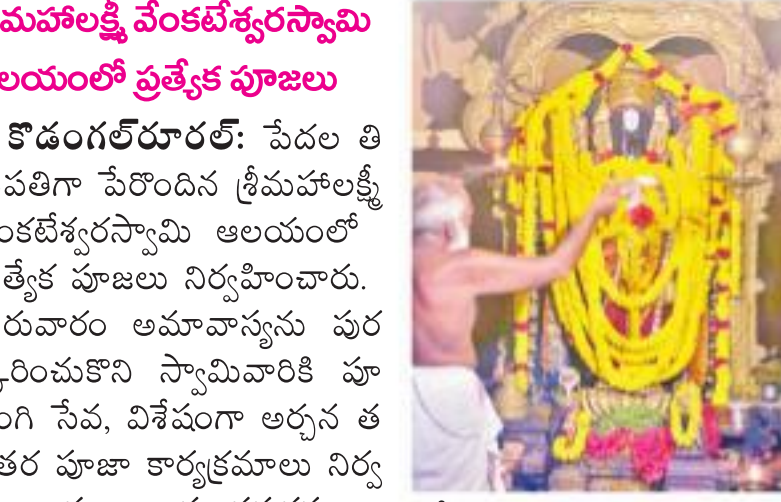 మహాలక్ష్మీ వేంకటేశ్వరస్వామి
లయంలో ప్రత్యేక పూజలు
కొడంగల్‌రూరల్: పేదల తి
పతిగా పేరొందిన శ్రీమహాలక్ష్మీ
ంకటేశ్వరస్వామి ఆలయంలో
త్యేక పూజలు నిర్వహించారు.
రువారం అమావాస్యను పుర
స్కరించుకొని స్వామివారికి పూ
ంగి సేవ, విశేషంగా అర్చన త
తర పూజా కార్యక్రమాలు నిర్వ